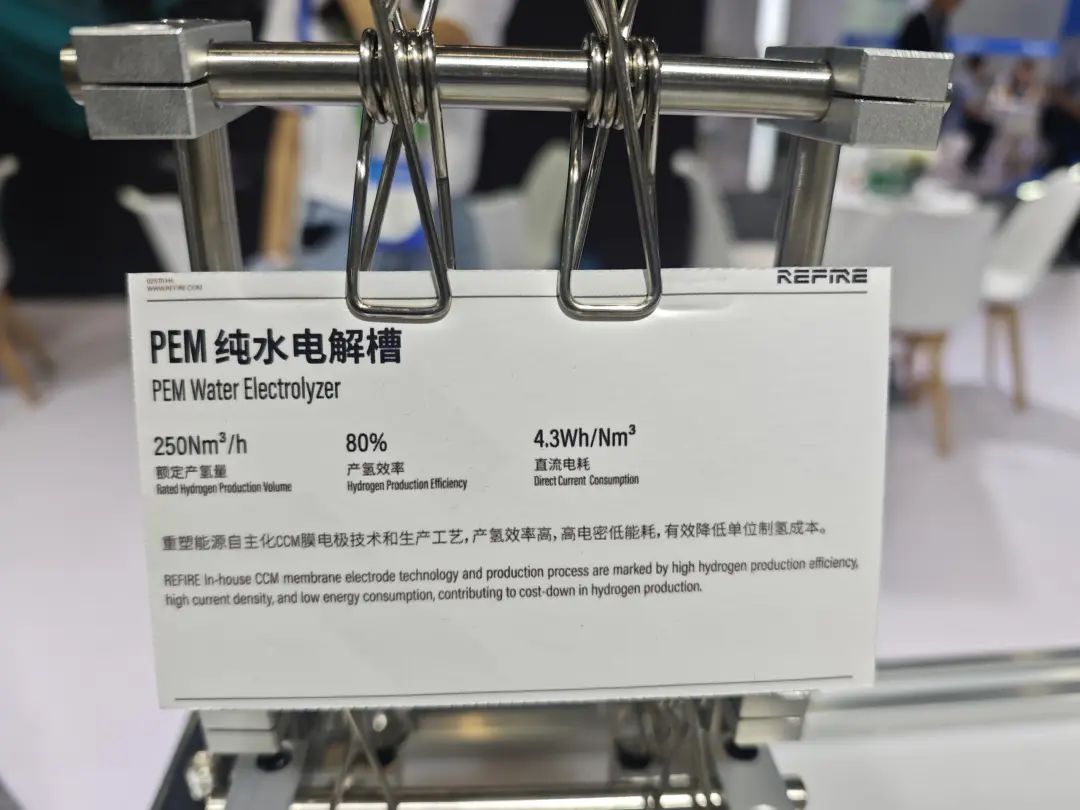 WWW.REFIRE.COM
REFIRE
PEM 纯水电解槽
PEM Water Electrolyzer
250Nm³/h
额定产氢量
Rated Hydrogen Production Volume
80%
产氢效率
Hydrogen Production Efficiency
4.3Wh/Nm³
直流电耗
Direct Current Consumption
重塑能源自主化CCM膜电极技术和生产工艺，产氢效率高，高电密低能耗，有效降低单位制氢成本。
REFIRE In-house CCM membrane electrode technology and production process are marked by high hydrogen production efficiency,
high current density, and low energy consumption, contributing to cost-down in hydrogen production.